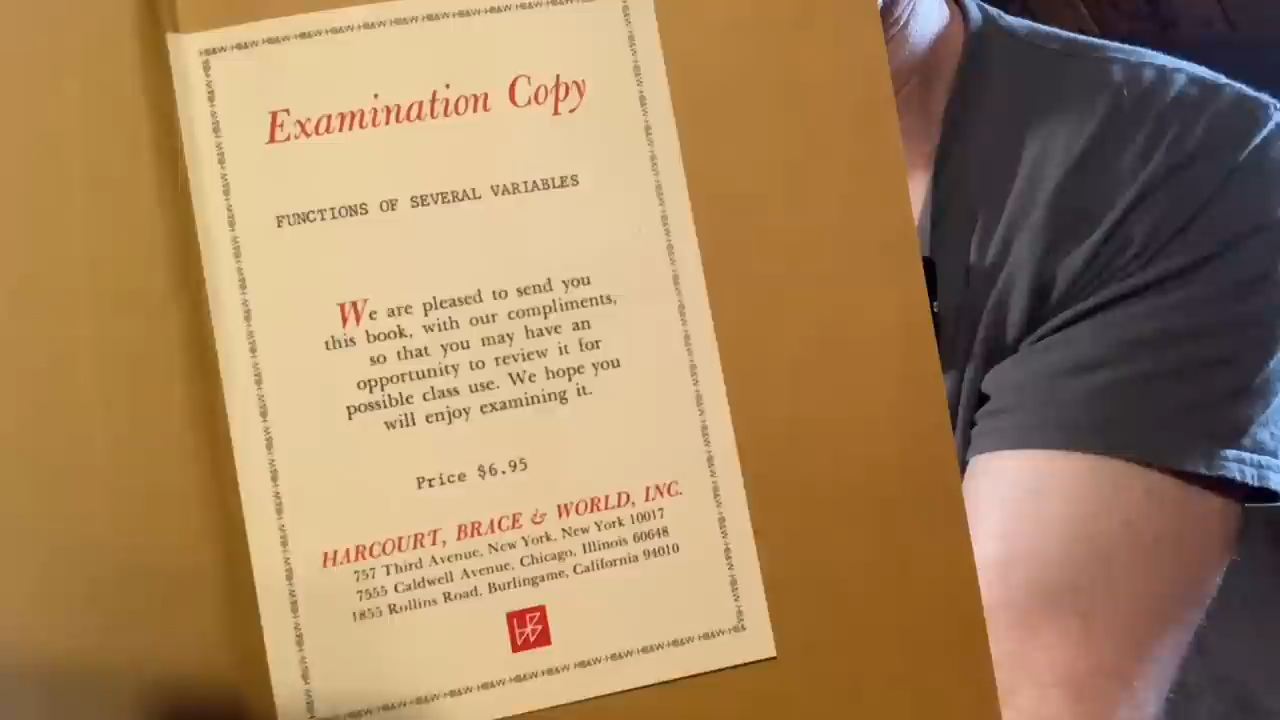 Examination Copy
FUNCTIONS OF SEVERAL VARIABLES
We are pleased to send you
this book, with our compliments,
so that you may have an
opportunity to review it for
possible class use. We hope you
will enjoy examining it.
Price $6.95
HARCOURT, BRACE & WORLD, INC.
757 Third Avenue, New York, New York 10017
7555 Caldwell Avenue, Chicago, Illinois 60648
1855 Rollins Road, Burlingame, California 94010